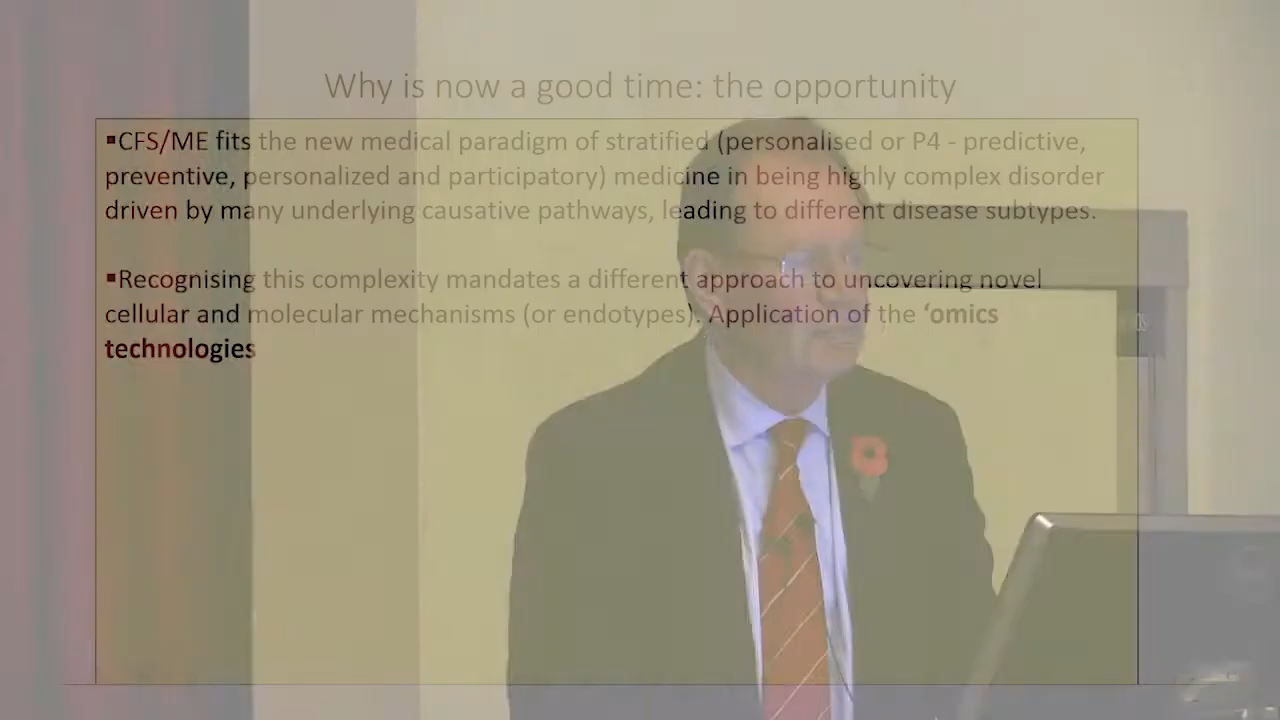 Why is now a good time: the opportunity
▪CFS/ME fits the new medical paradigm of stratified (personalised or P4 - predictive,
preventive, personalized and participatory) medicine in being highly complex disorder
driven by many underlying causative pathways, leading to different disease subtypes.
▪Recognising this complexity mandates a different approach to uncovering novel
cellular and molecular mechanisms (or endotypes). Application of the ‘omics
technologies